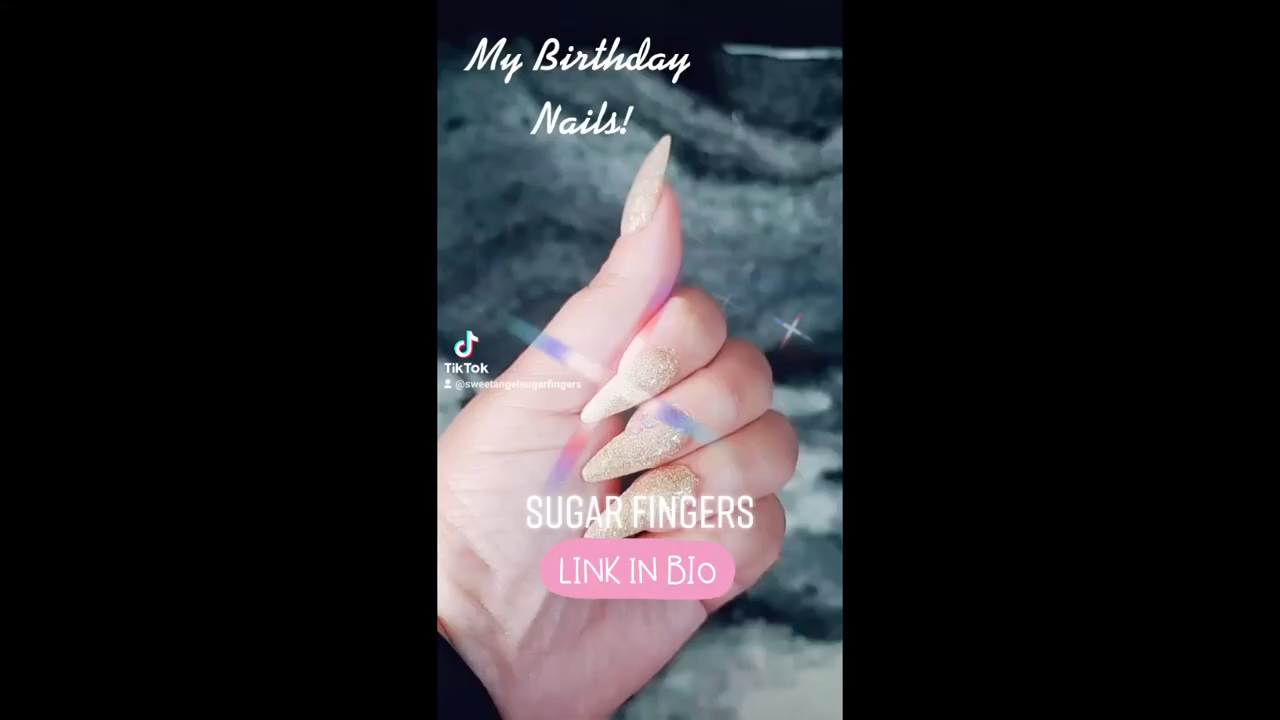 My Birthday
Nails!
TikTok
@sweetangelsugarfingers
SUGAR FINGERS
LINK IN BIO